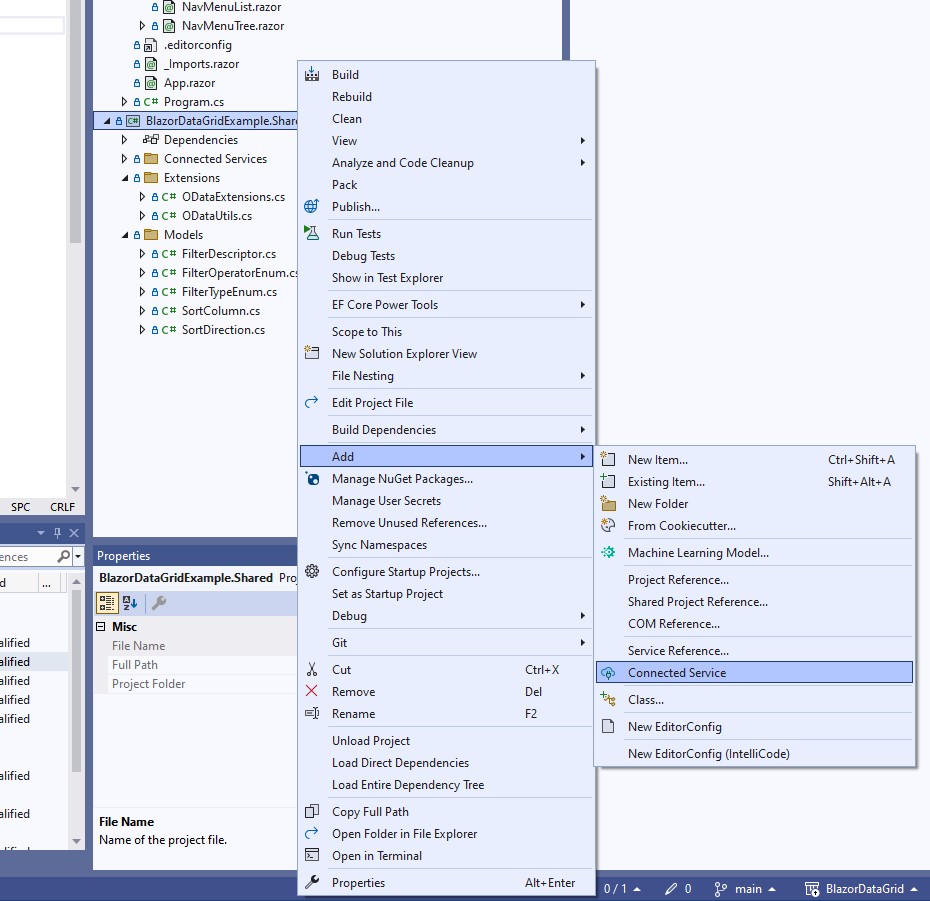 NavMenuList.razor
NavMenuTree.razor
.editorconfig
_Imports.razor
App.razor
C# Program.cs
C# BlazorDataGridExample.Shared
Dependencies
Connected Services
Extensions
C# ODataExtensions.cs
C# ODataUtils.cs
Models
C# FilterDescriptor.cs
C# FilterOperatorEnum.cs
C# FilterTypeEnum.cs
C# SortColumn.cs
C# SortDirection.cs
Build
Rebuild
Clean
View
Analyze and Code Cleanup
Pack
Publish...
Run Tests
Debug Tests
Show in Test Explorer
EF Core Power Tools
Scope to This
New Solution Explorer View
File Nesting
Edit Project File
Build Dependencies
Add
Manage NuGet Packages...
Manage User Secrets
Remove Unused References...
Sync Namespaces
Configure Startup Projects...
Set as Startup Project
Debug
Git
Cut Ctrl+X
Remove Del
Rename F2
Unload Project
Load Direct Dependencies
Load Entire Dependency Tree
Copy Full Path
Open Folder in File Explorer
Open in Terminal
Properties Alt+Enter
New Item... Ctrl+Shift+A
Existing Item... Shift+Alt+A
New Folder
From Cookiecutter...
Machine Learning Model...
Project Reference...
Shared Project Reference...
COM Reference...
Service Reference...
Connected Service
Class...
New EditorConfig
New EditorConfig (IntelliCode)
SPC CRLF
ences
d ...
alified
alified
alified
alified
alified
alified
alified
Properties
BlazorDataGridExample.Shared Proj
Misc
File Name
Full Path
Project Folder
File Name
Name of the project file.
0 / 1
0
main
BlazorDataGrid